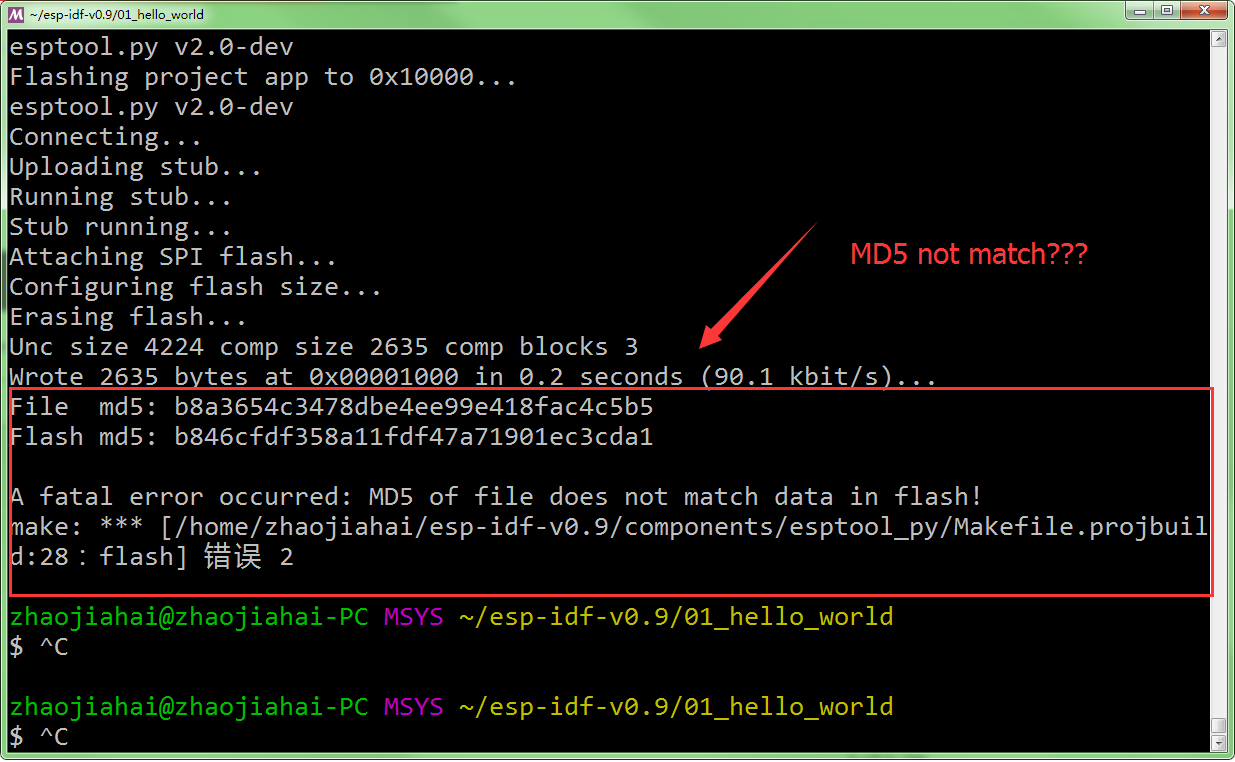 ~/esp-idf-v0.9/01_hello_world
esptool.py v2.0-dev
Flashing project app to 0x10000...
esptool.py v2.0-dev
Connecting...
Uploading stub...
Running stub...
Stub running...
Attaching SPI flash...
MD5 not match???
Configuring flash size...
Erasing flash...
Unc size 4224 comp size 2635 comp blocks 3
Wrote 2635 bytes at 0x00001000 in 0.2 seconds (90.1 kbit/s)...
File  md5: b8a3654c3478dbe4ee99e418fac4c5b5
Flash md5: b846cfdf358a11fdf47a71901ec3cda1
A fatal error occurred: MD5 of file does not match data in flash!
make: *** [/home/zhaojiahai/esp-idf-v0.9/components/esptool_py/Makefile.projbuil
d:28：flash] 错误 2
zhaojiahai@zhaojiahai-PC MSYS ~/esp-idf-v0.9/01_hello_world
$ ^C
zhaojiahai@zhaojiahai-PC MSYS ~/esp-idf-v0.9/01_hello_world
$ ^C